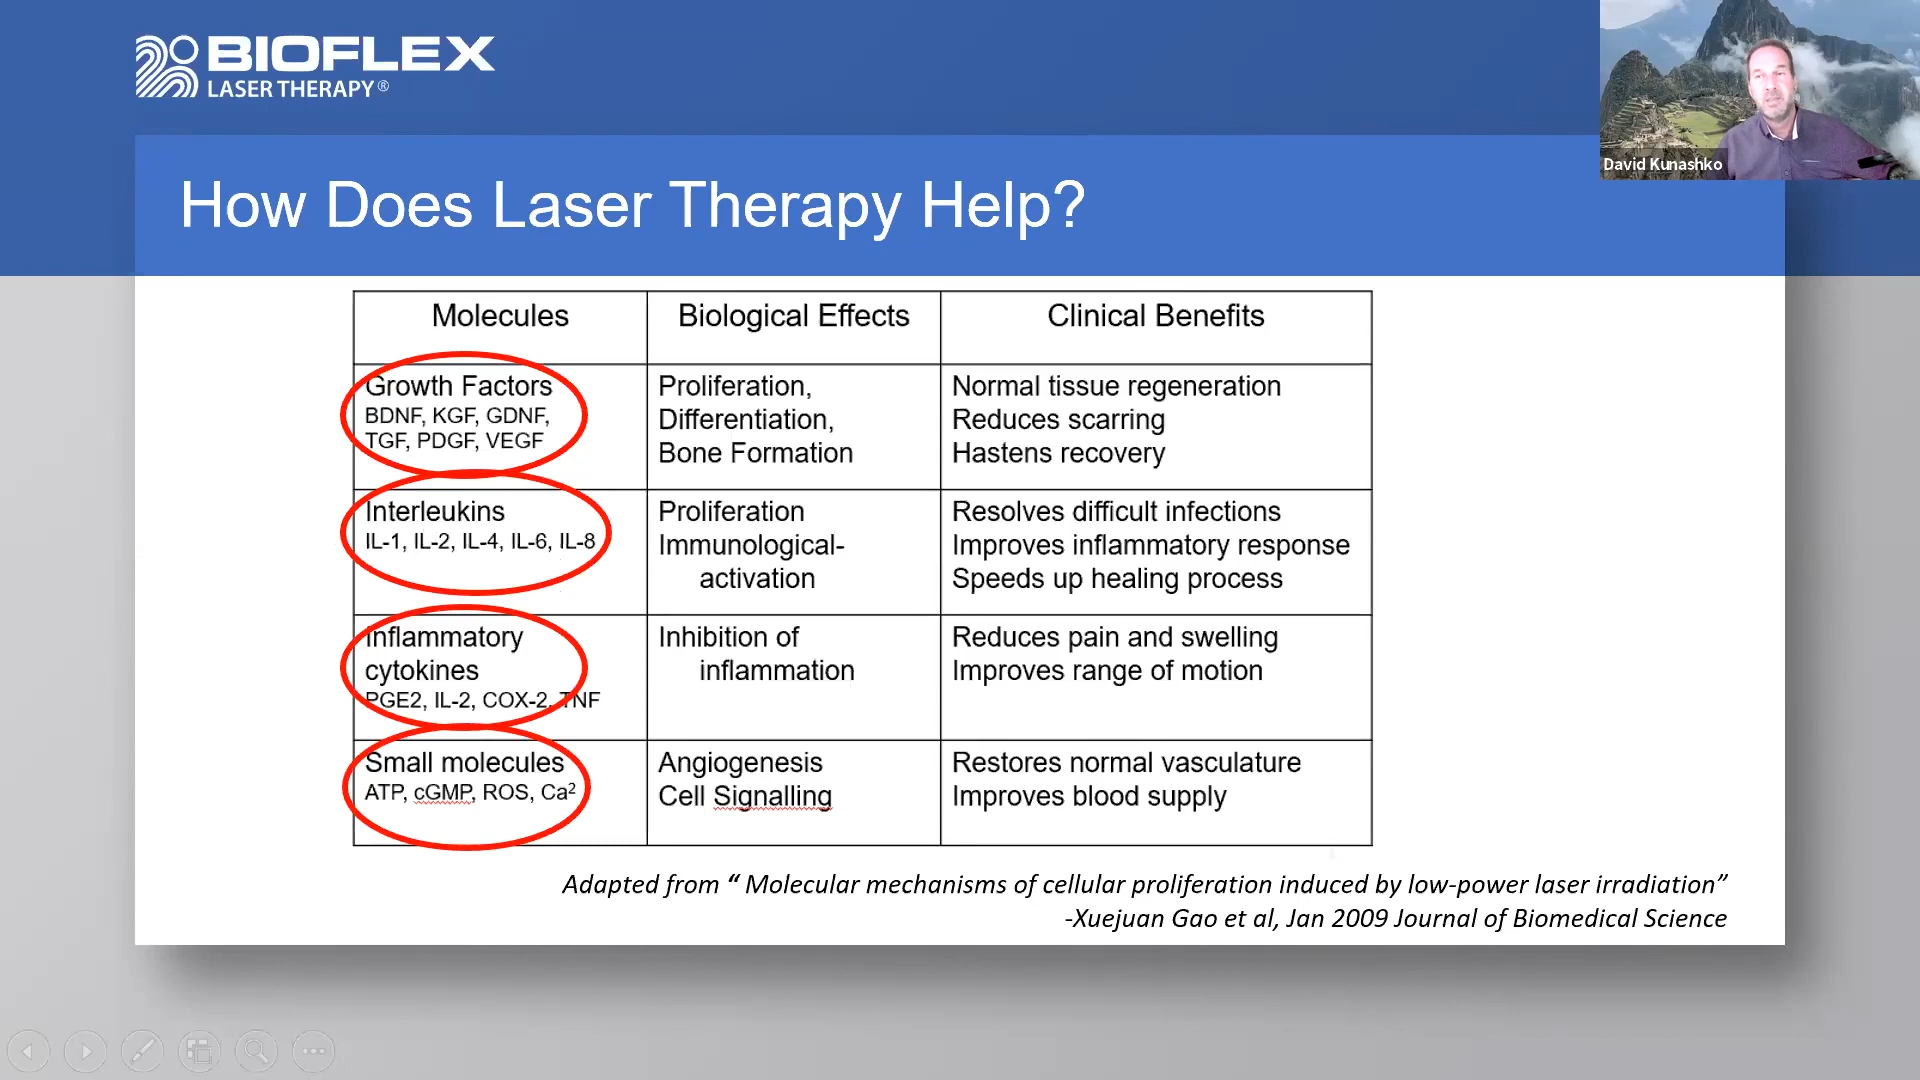 BIOFLEX
LASER THERAPY®
David Kunashko
How Does Laser Therapy Help?
Molecules
Biological Effects
Clinical Benefits
Growth Factors
BDNF, KGF, GDNF,
TGF, PDGF, VEGF
Proliferation,
Differentiation,
Bone Formation
Normal tissue regeneration
Reduces scarring
Hastens recovery
Interleukins
IL-1, IL-2, IL-4, IL-6, IL-8
Proliferation
Immunological-
activation
Resolves difficult infections
Improves inflammatory response
Speeds up healing process
Inflammatory
cytokines
PGE2, IL-2, COX-2, TNF
Inhibition of
inflammation
Reduces pain and swelling
Improves range of motion
Small molecules
ATP, cGMP, ROS, Ca²
Angiogenesis
Cell Signalling
Restores normal vasculature
Improves blood supply
Adapted from “ Molecular mechanisms of cellular proliferation induced by low-power laser irradiation”
-Xuejuan Gao et al, Jan 2009 Journal of Biomedical Science